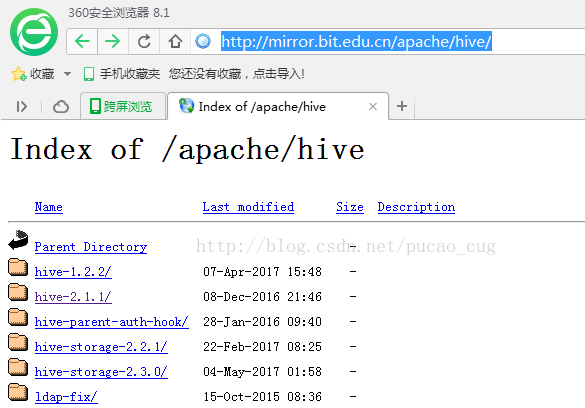 360安全浏览器 8.1
http://mirror.bit.edu.cn/apache/hive/
收藏 手机收藏夹 您还没有收藏，点击导入!
跨屏浏览 Index of /apache/hive
Index of /apache/hive
Name Last modified Size Description
Parent Directory -
http://blog.csdn.net/pucao_cug
hive-1.2.2/ 07-Apr-2017 15:48 -
hive-2.1.1/ 08-Dec-2016 21:46 -
hive-parent-auth-hook/ 28-Jan-2016 09:40 -
hive-storage-2.2.1/ 22-Feb-2017 08:25 -
hive-storage-2.3.0/ 04-May-2017 01:58 -
ldap-fix/ 15-Oct-2015 08:36 -